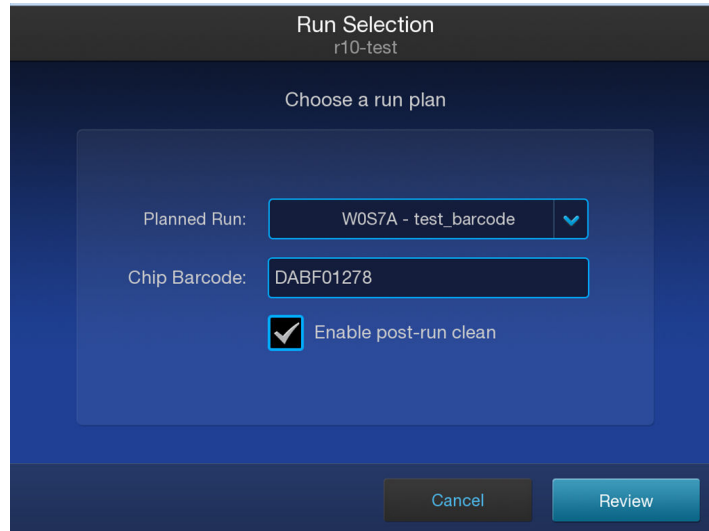 Run Selection
r10-test
Choose a run plan
Planned Run: W0S7A - test_barcode
Chip Barcode: DABF01278
Enable post-run clean
Cancel Review